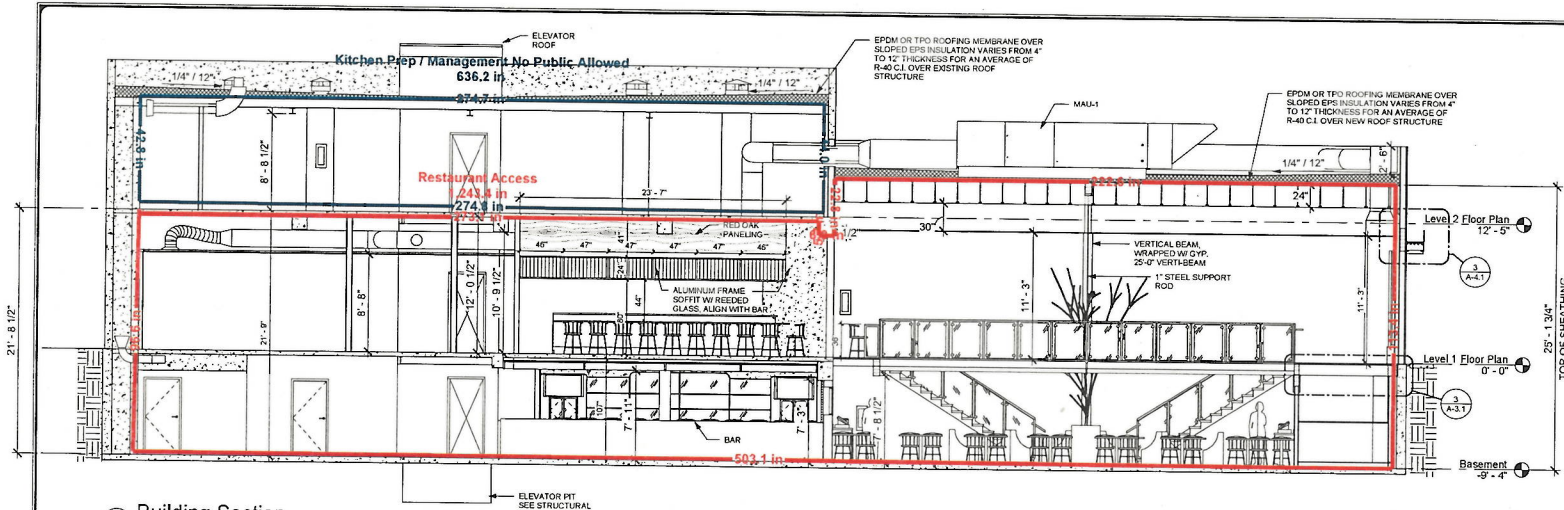 ELEVATOR
ROOF
Kitchen Prep / Management No Public Allowed
636.2 in
EPDM OR TPO ROOFING MEMBRANE OVER
SLOPED EPS INSULATION VARIES FROM 4"
TO 12" THICKNESS FOR AN AVERAGE OF
R-40 C.I. OVER EXISTING ROOF
STRUCTURE
1/4" / 12"
1/4" / 12"
274.7 in
EPDM OR TPO ROOFING MEMBRANE OVER
SLOPED EPS INSULATION VARIES FROM 4"
TO 12" THICKNESS FOR AN AVERAGE OF
R-40 C.I. OVER NEW ROOF STRUCTURE
MAU-1
42.8 in
8' - 8 1/2"
1/4" / 12"
2' - 6"
Restaurant Access
1,243.4 in
274.8 in
23' - 7"
222.8 in
24"
30"
Level 2 Floor Plan
12' - 5"
RED OAK
PANELING
46"
47"
47"
47"
47"
46"
41"
24"
44"
VERTICAL BEAM,
WRAPPED W/ GYP.
25'-0" VERTI-BEAM
1" STEEL SUPPORT
ROD
3
A-4.1
ALUMINUM FRAME
SOFFIT W/ REEDED
GLASS, ALIGN WITH BAR
8' - 8"
12' - 0 1/2"
10' - 9 1/2"
11' - 3"
11' - 3"
21' - 8 1/2"
21' - 9"
25' - 1 3/4"
TOP OF SHEATHING
Level 1 Floor Plan
0' - 0"
3
A-3.1
107"
7' - 11"
7' - 3"
7' - 8 1/2"
BAR
503.1 in
Basement
-9' - 4"
ELEVATOR PIT
SEE STRUCTURAL
Building Section